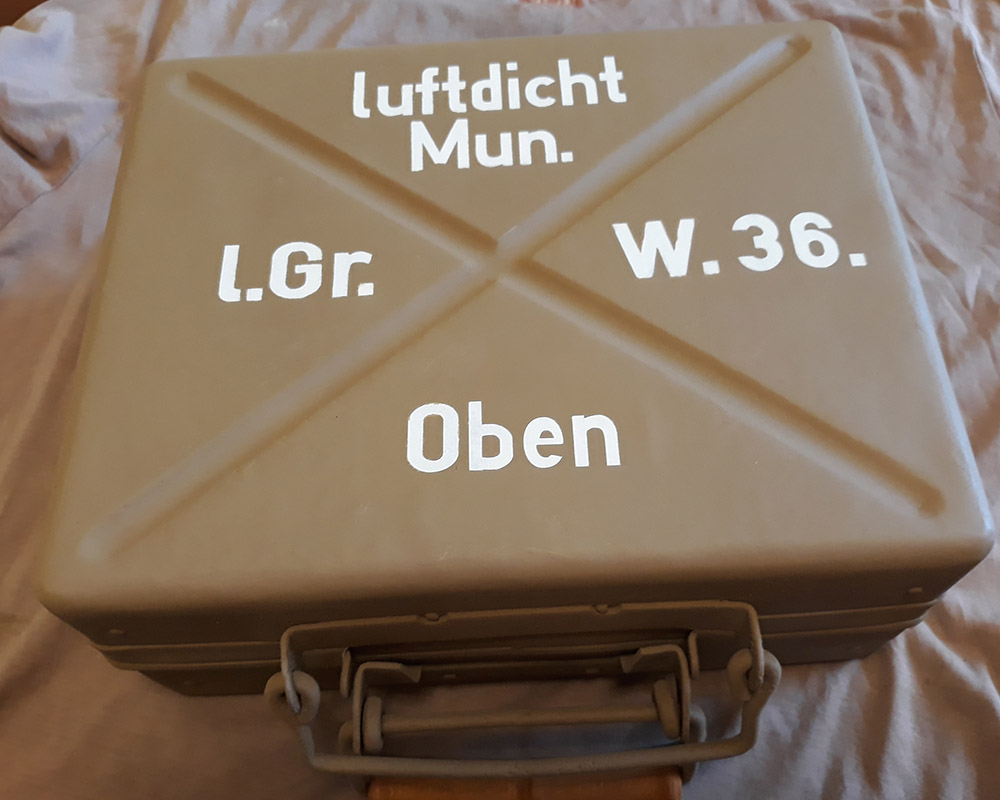 luftdicht
Mun.
l.Gr. W. 36.
Oben